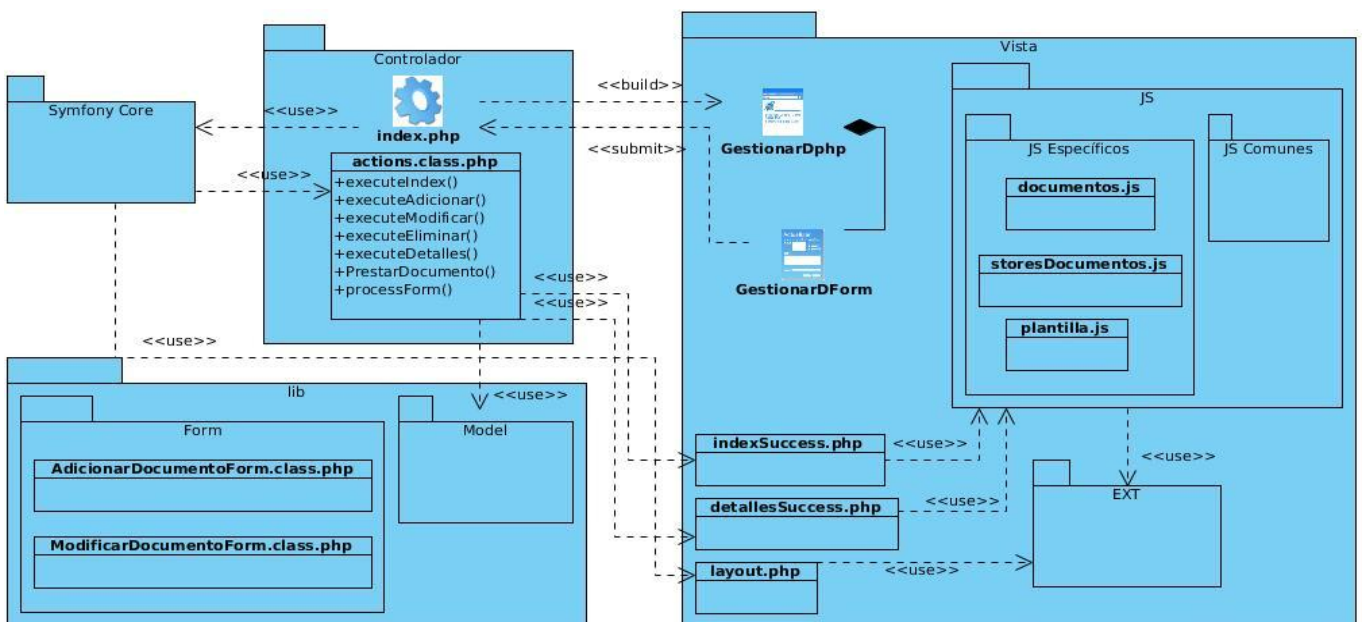 Symfony Core
<<use>>
<<use>>
Controlador
index.php
actions.class.php
+executeIndex()
+executeAdicionar()
+executeModificar()
+executeEliminar()
+executeDetalles()
+PrestarDocumento()
+processForm()
<<build>>
<<submit>>
<<use>>
<<use>>
<<use>>
<<use>>
lib
Form
AdicionarDocumentoForm.class.php
ModificarDocumentoForm.class.php
Model
Vista
GestionarDphp
GestionarDForm
JS
JS Específicos
documentos.js
storesDocumentos.js
plantilla.js
JS Comunes
indexSuccess.php
<<use>>
detallesSuccess.php
<<use>>
layout.php
<<use>>
<<use>>
EXT